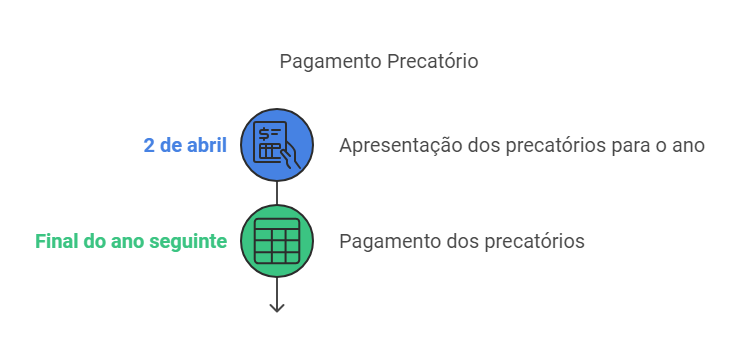 Pagamento Precatório
2 de abril
Apresentação dos precatórios para o ano
Final do ano seguinte
Pagamento dos precatórios